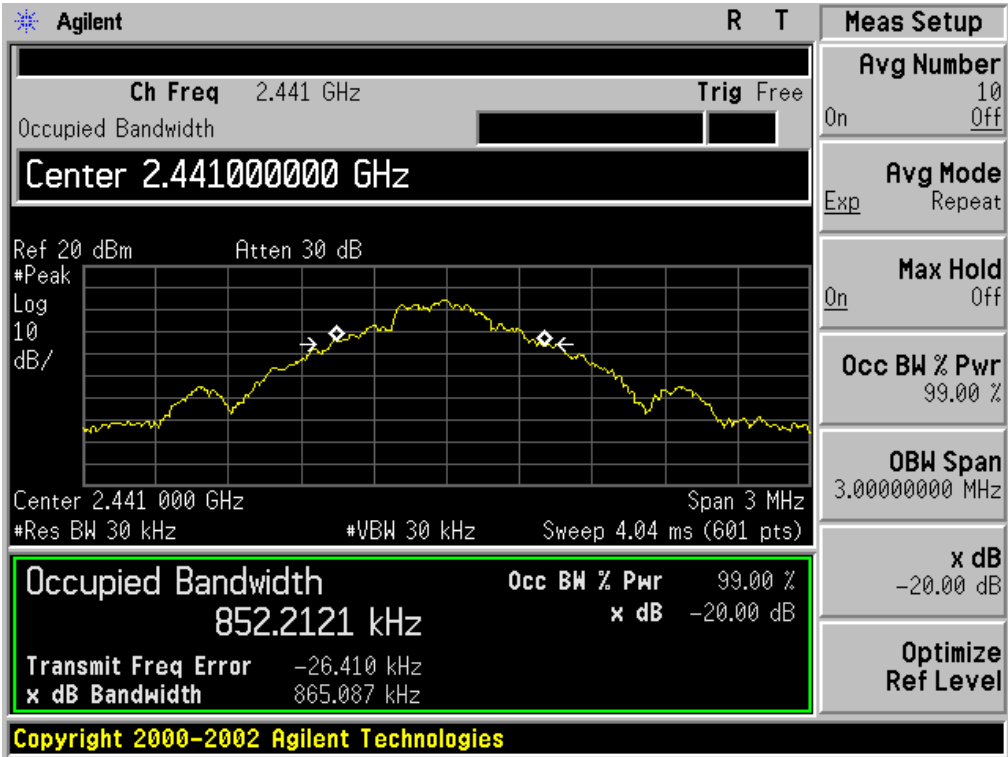 Agilent R T
Ch Freq 2.441 GHz Trig Free
Occupied Bandwidth
Center 2.441000000 GHz
Ref 20 dBm Atten 30 dB
#Peak
Log
10
dB/
Center 2.441 000 GHz Span 3 MHz
#Res BW 30 kHz #VBW 30 kHz Sweep 4.04 ms (601 pts)
Occupied Bandwidth Occ BW % Pwr 99.00 %
852.2121 kHz x dB -20.00 dB
Transmit Freq Error -26.410 kHz
x dB Bandwidth 865.087 kHz
Copyright 2000-2002 Agilent Technologies
Meas Setup
Avg Number
10
On Off
Avg Mode
Exp Repeat
Max Hold
On Off
Occ BW % Pwr
99.00 %
OBW Span
3.00000000 MHz
x dB
-20.00 dB
Optimize
Ref Level